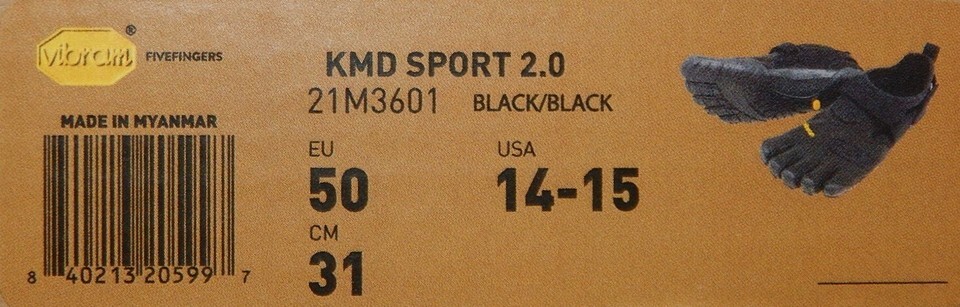 vibram® FIVEFINGERS
KMD SPORT 2.0
21M3601 BLACK/BLACK
MADE IN MYANMAR
EU
50
USA
14-15
CM
31
8 40213 20599 7